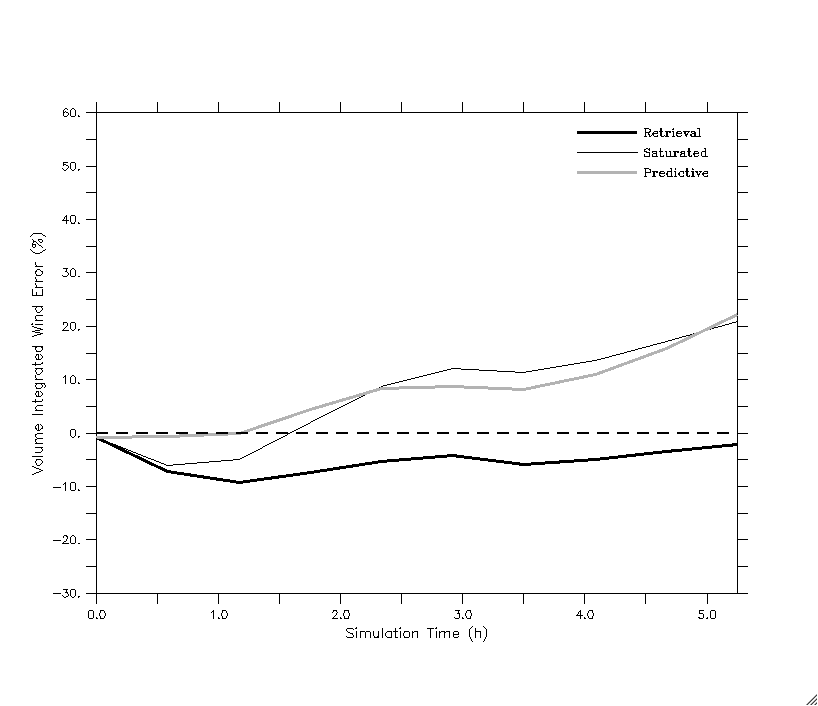 60.
50.
40.
30.
20.
10.
0.
-10.
-20.
-30.
Volume Integrated Wind Error (%)
Retrieval
Saturated
Predictive
0.0 1.0 2.0 3.0 4.0 5.0
Simulation Time (h)